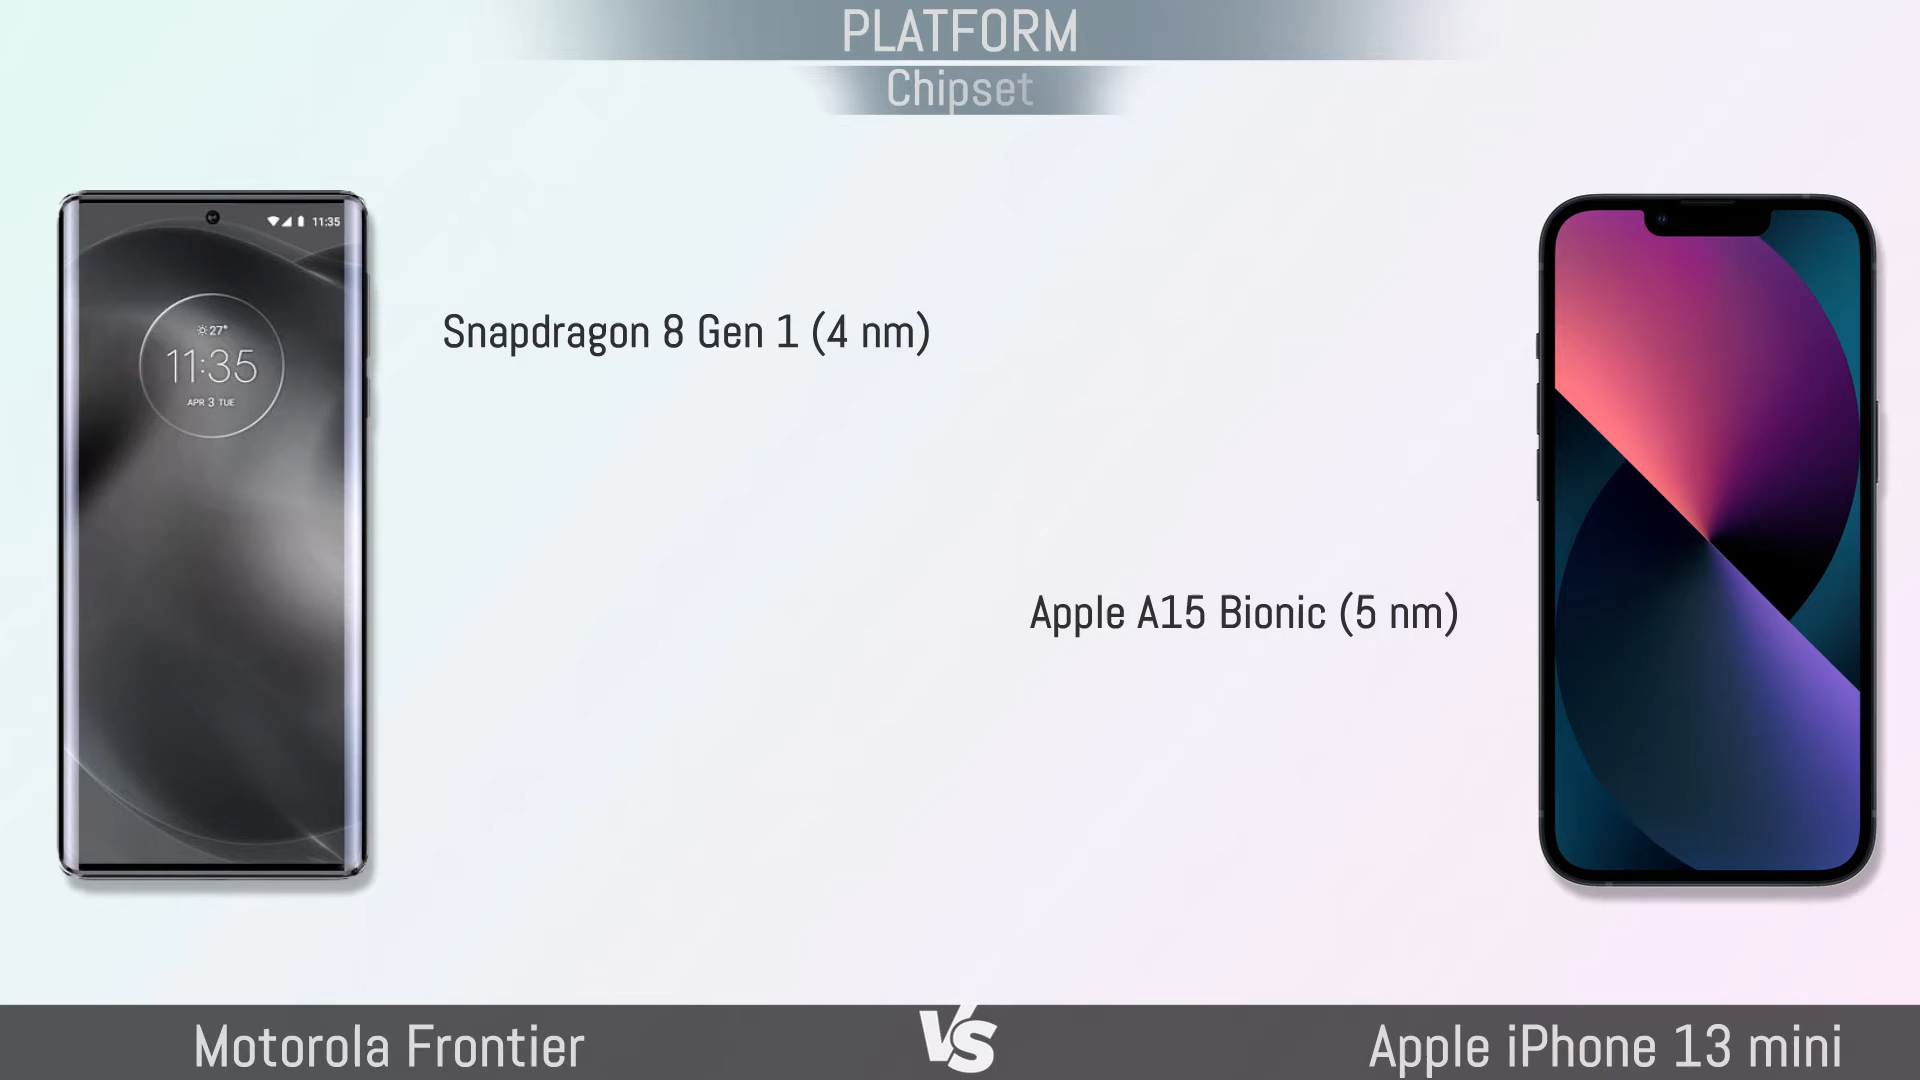 PLATFORM
Chipset
11:35
27°
11:35
APR 3 TUE
Snapdragon 8 Gen 1 (4 nm)
Apple A15 Bionic (5 nm)
Motorola Frontier
VS
Apple iPhone 13 mini